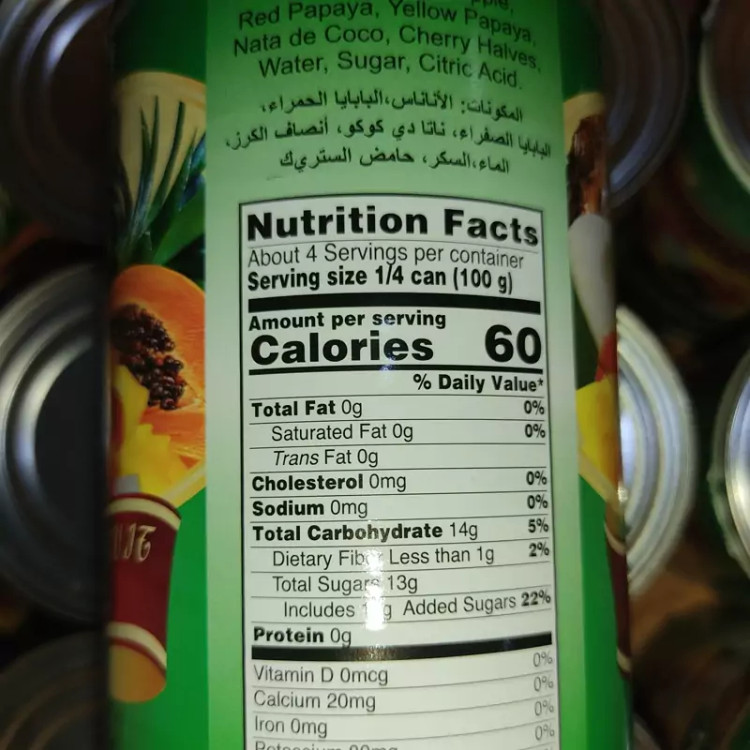 Red Papaya, Yellow Papaya,
Nata de Coco, Cherry Halves,
Water, Sugar, Citric Acid.
المكونات: الأناناس،البابايا الحمراء،
البابايا الصفراء، ناتا دي كوكو، أنصاف الكرز،
الماء،السكر، حامض الستريك
Nutrition Facts
About 4 Servings per container
Serving size 1/4 can (100 g)
Amount per serving
Calories 60
% Daily Value*
Total Fat 0g 0%
Saturated Fat 0g 0%
Trans Fat 0g
Cholesterol 0mg 0%
Sodium 0mg 0%
Total Carbohydrate 14g 5%
Dietary Fiber Less than 1g 2%
Total Sugars 13g
Includes Added Sugars 22%
Protein 0g
Vitamin D 0mcg 0%
Calcium 20mg 0%
Iron 0mg 0%
0%